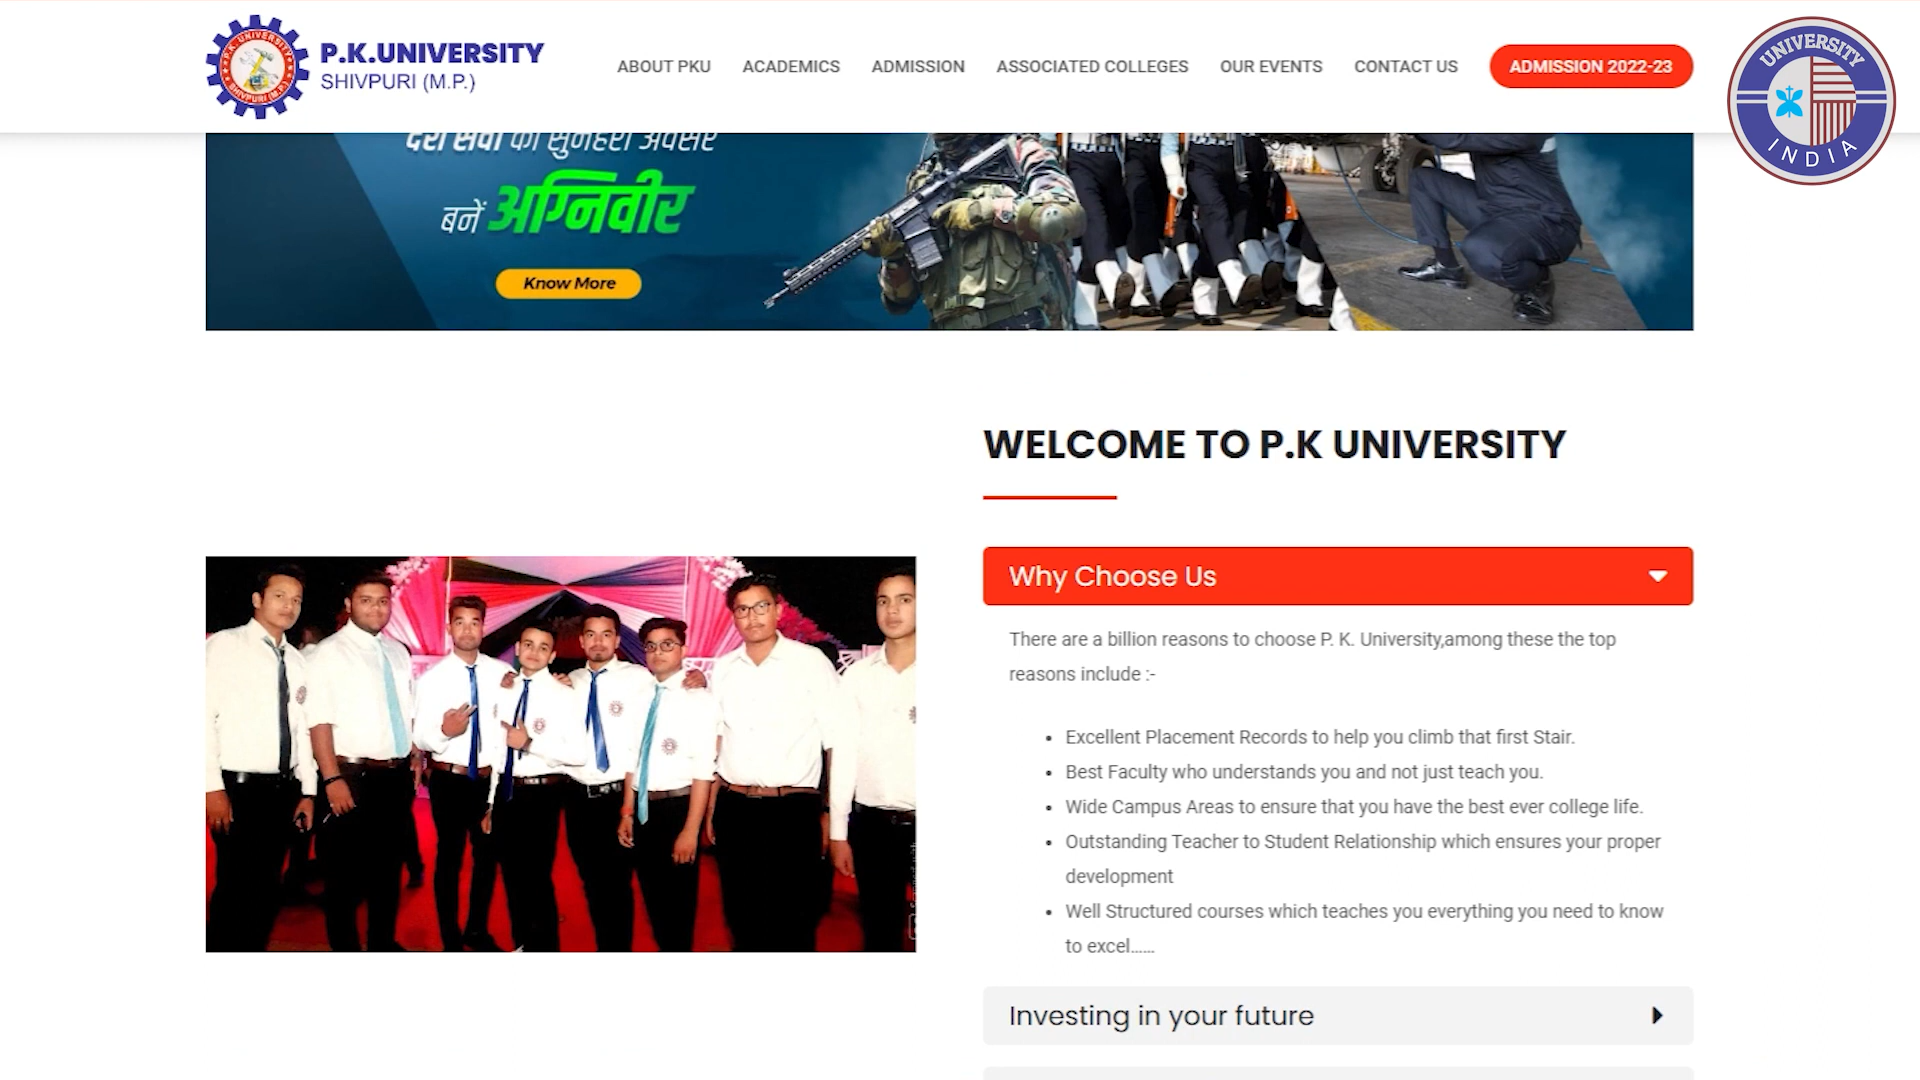 P.K.UNIVERSITY
SHIVPURI (M.P.)
P.K. UNIVERSITY
SHIVPURI (M.P.)
ABOUT PKU
ACADEMICS
ADMISSION
ASSOCIATED COLLEGES
OUR EVENTS
CONTACT US
ADMISSION 2022-23
UNIVERSITY
INDIA
देश सेवा का सुनहरा अवसर
बनें अग्निवीर
Know More
WELCOME TO P.K UNIVERSITY
Why Choose Us
There are a billion reasons to choose P. K. University,among these the top
reasons include :-
• Excellent Placement Records to help you climb that first Stair.
• Best Faculty who understands you and not just teach you.
• Wide Campus Areas to ensure that you have the best ever college life.
• Outstanding Teacher to Student Relationship which ensures your proper
development
• Well Structured courses which teaches you everything you need to know
to excel......
Investing in your future